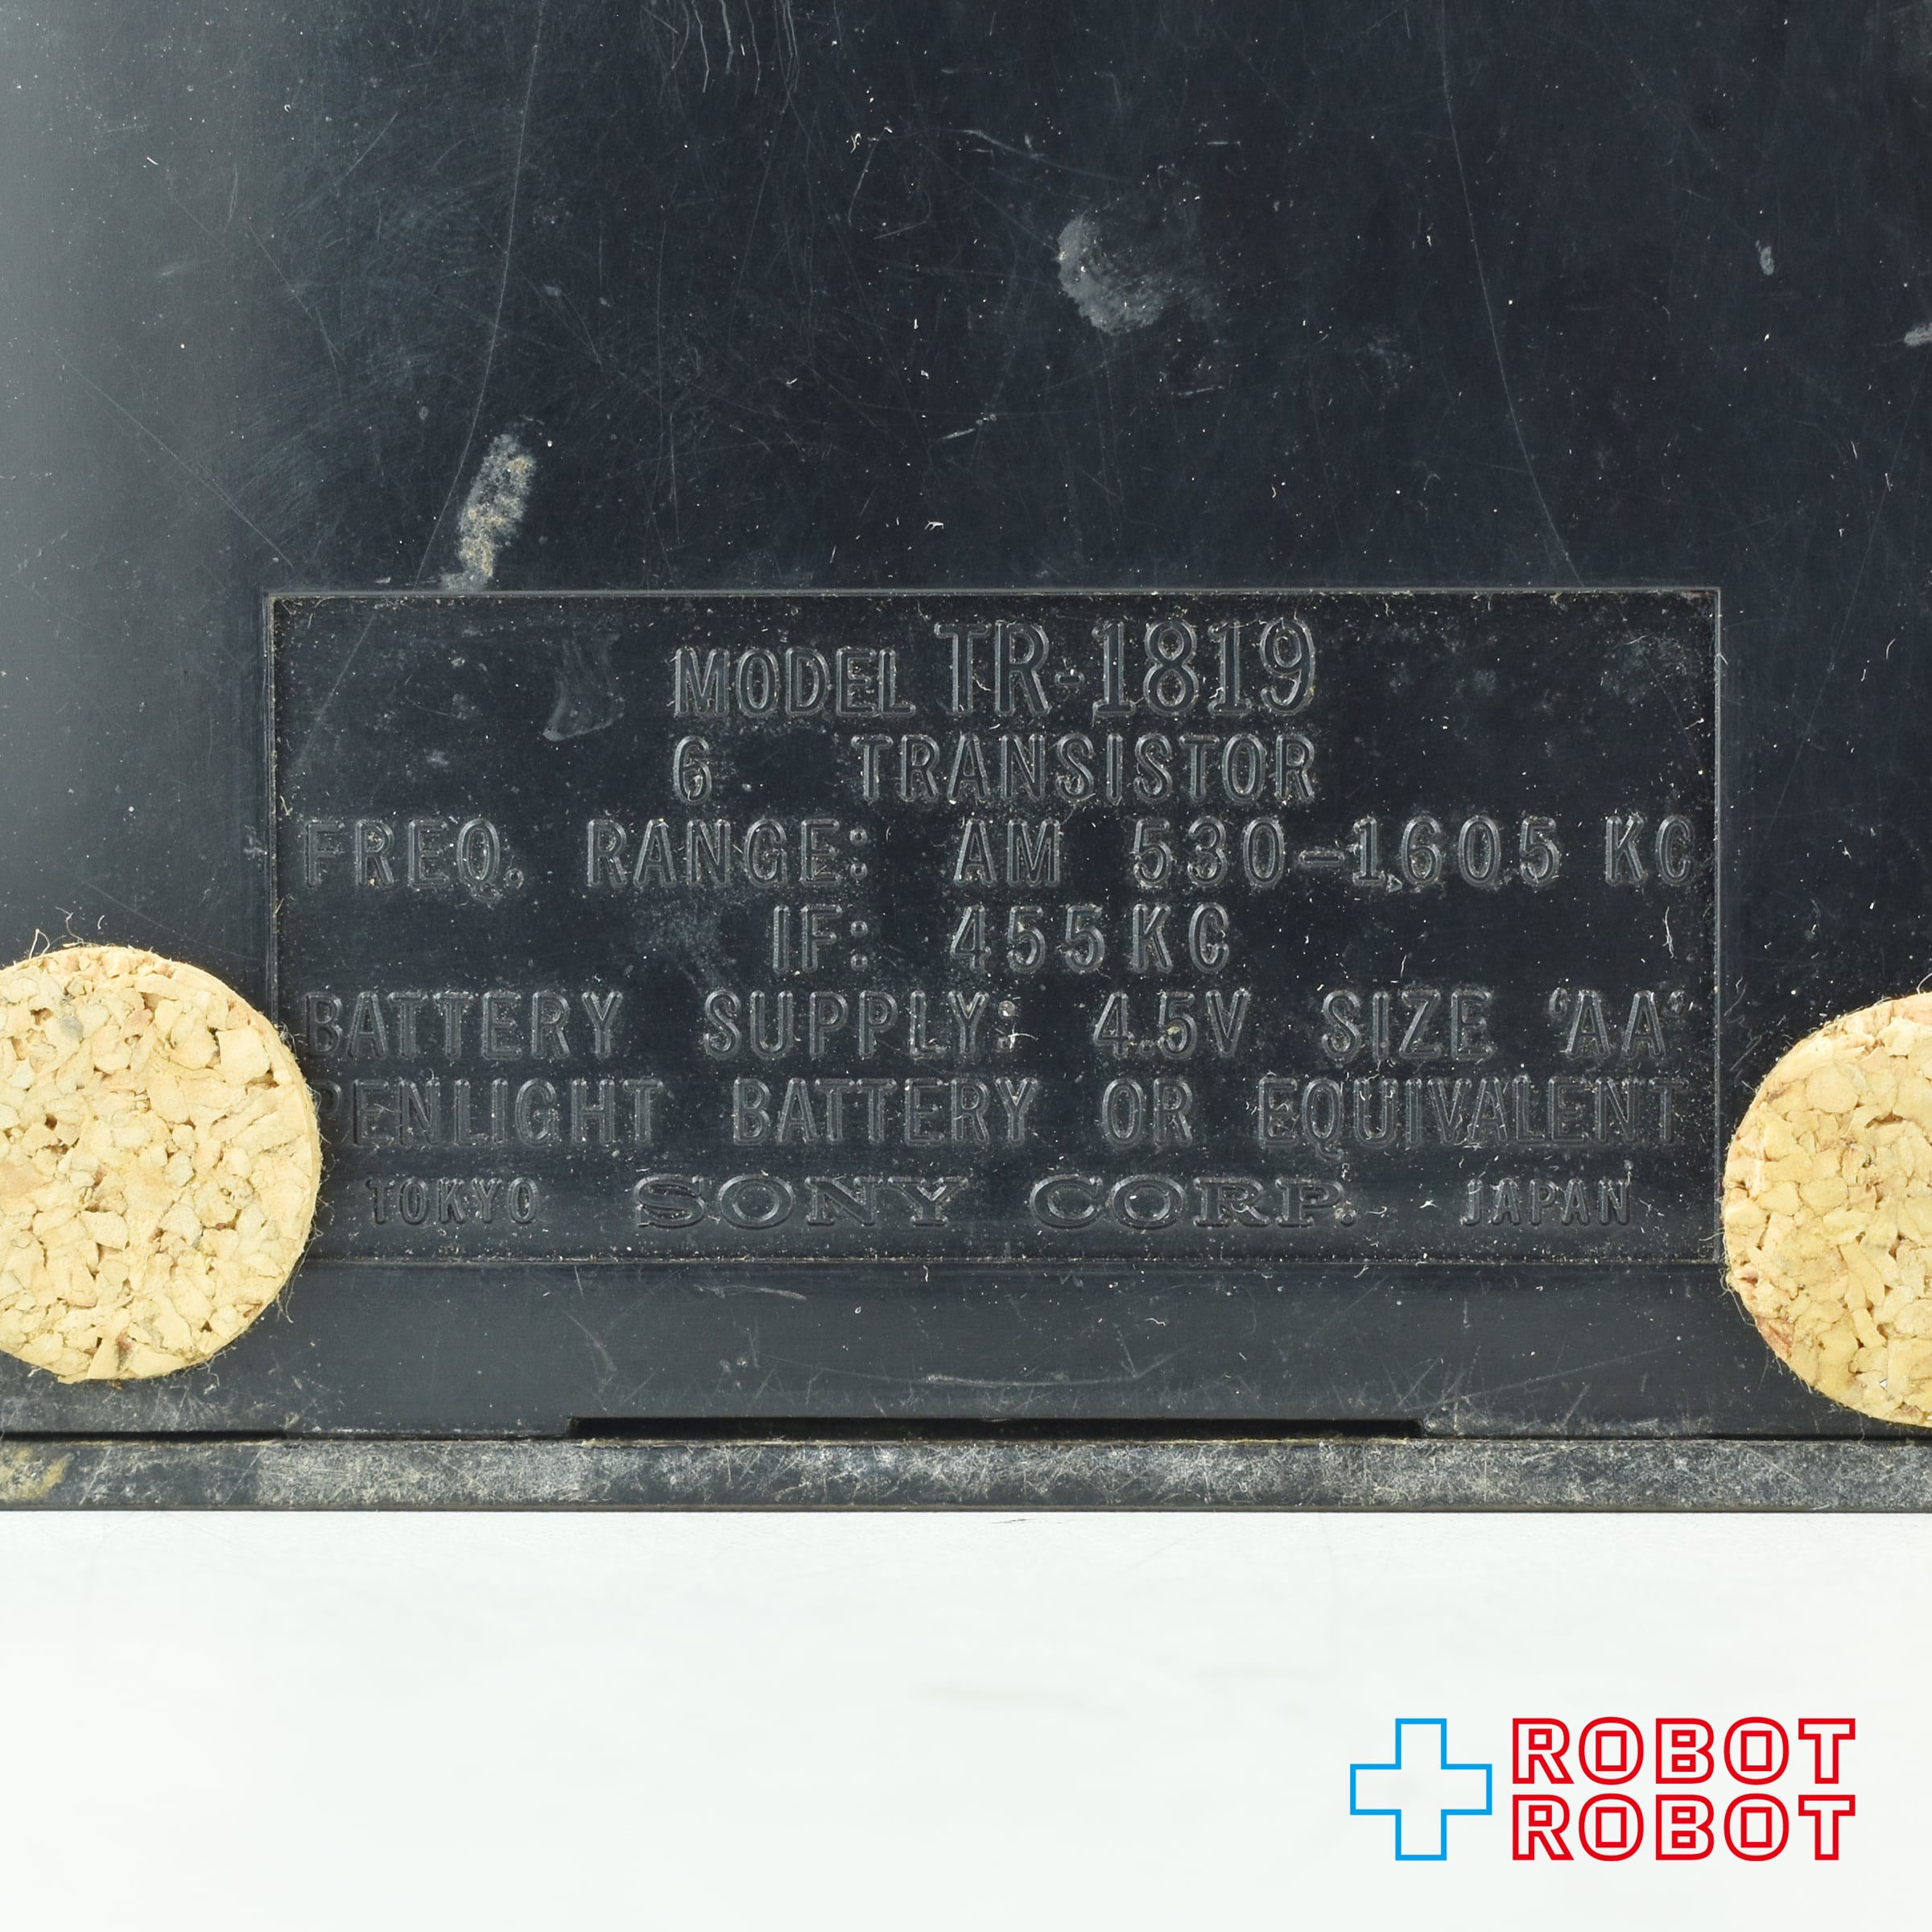 MODEL TR-1819
6 TRANSISTOR
FREQ. RANGE: AM 530-1,605 KC
IF: 455KC
BATTERY SUPPLY: 4.5V SIZE ‘AA’
PENLIGHT BATTERY OR EQUIVALENT
TOKYO SONY CORP. JAPAN
ROBOT
ROBOT